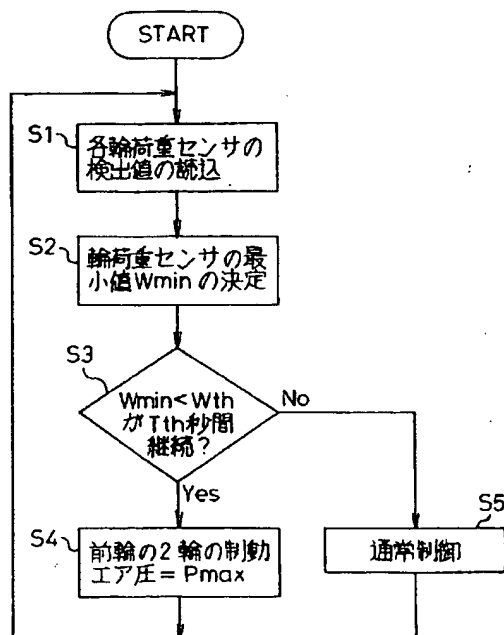 START
S1
各輪荷重センサの
検出値の読込
S2
輪荷重センサの最
小値Wminの決定
S3
Wmin<Wth
がTth秒間
継続?
No
Yes
S4
前輪の2輪の制動
エア圧=Pmax
S5
通常制御